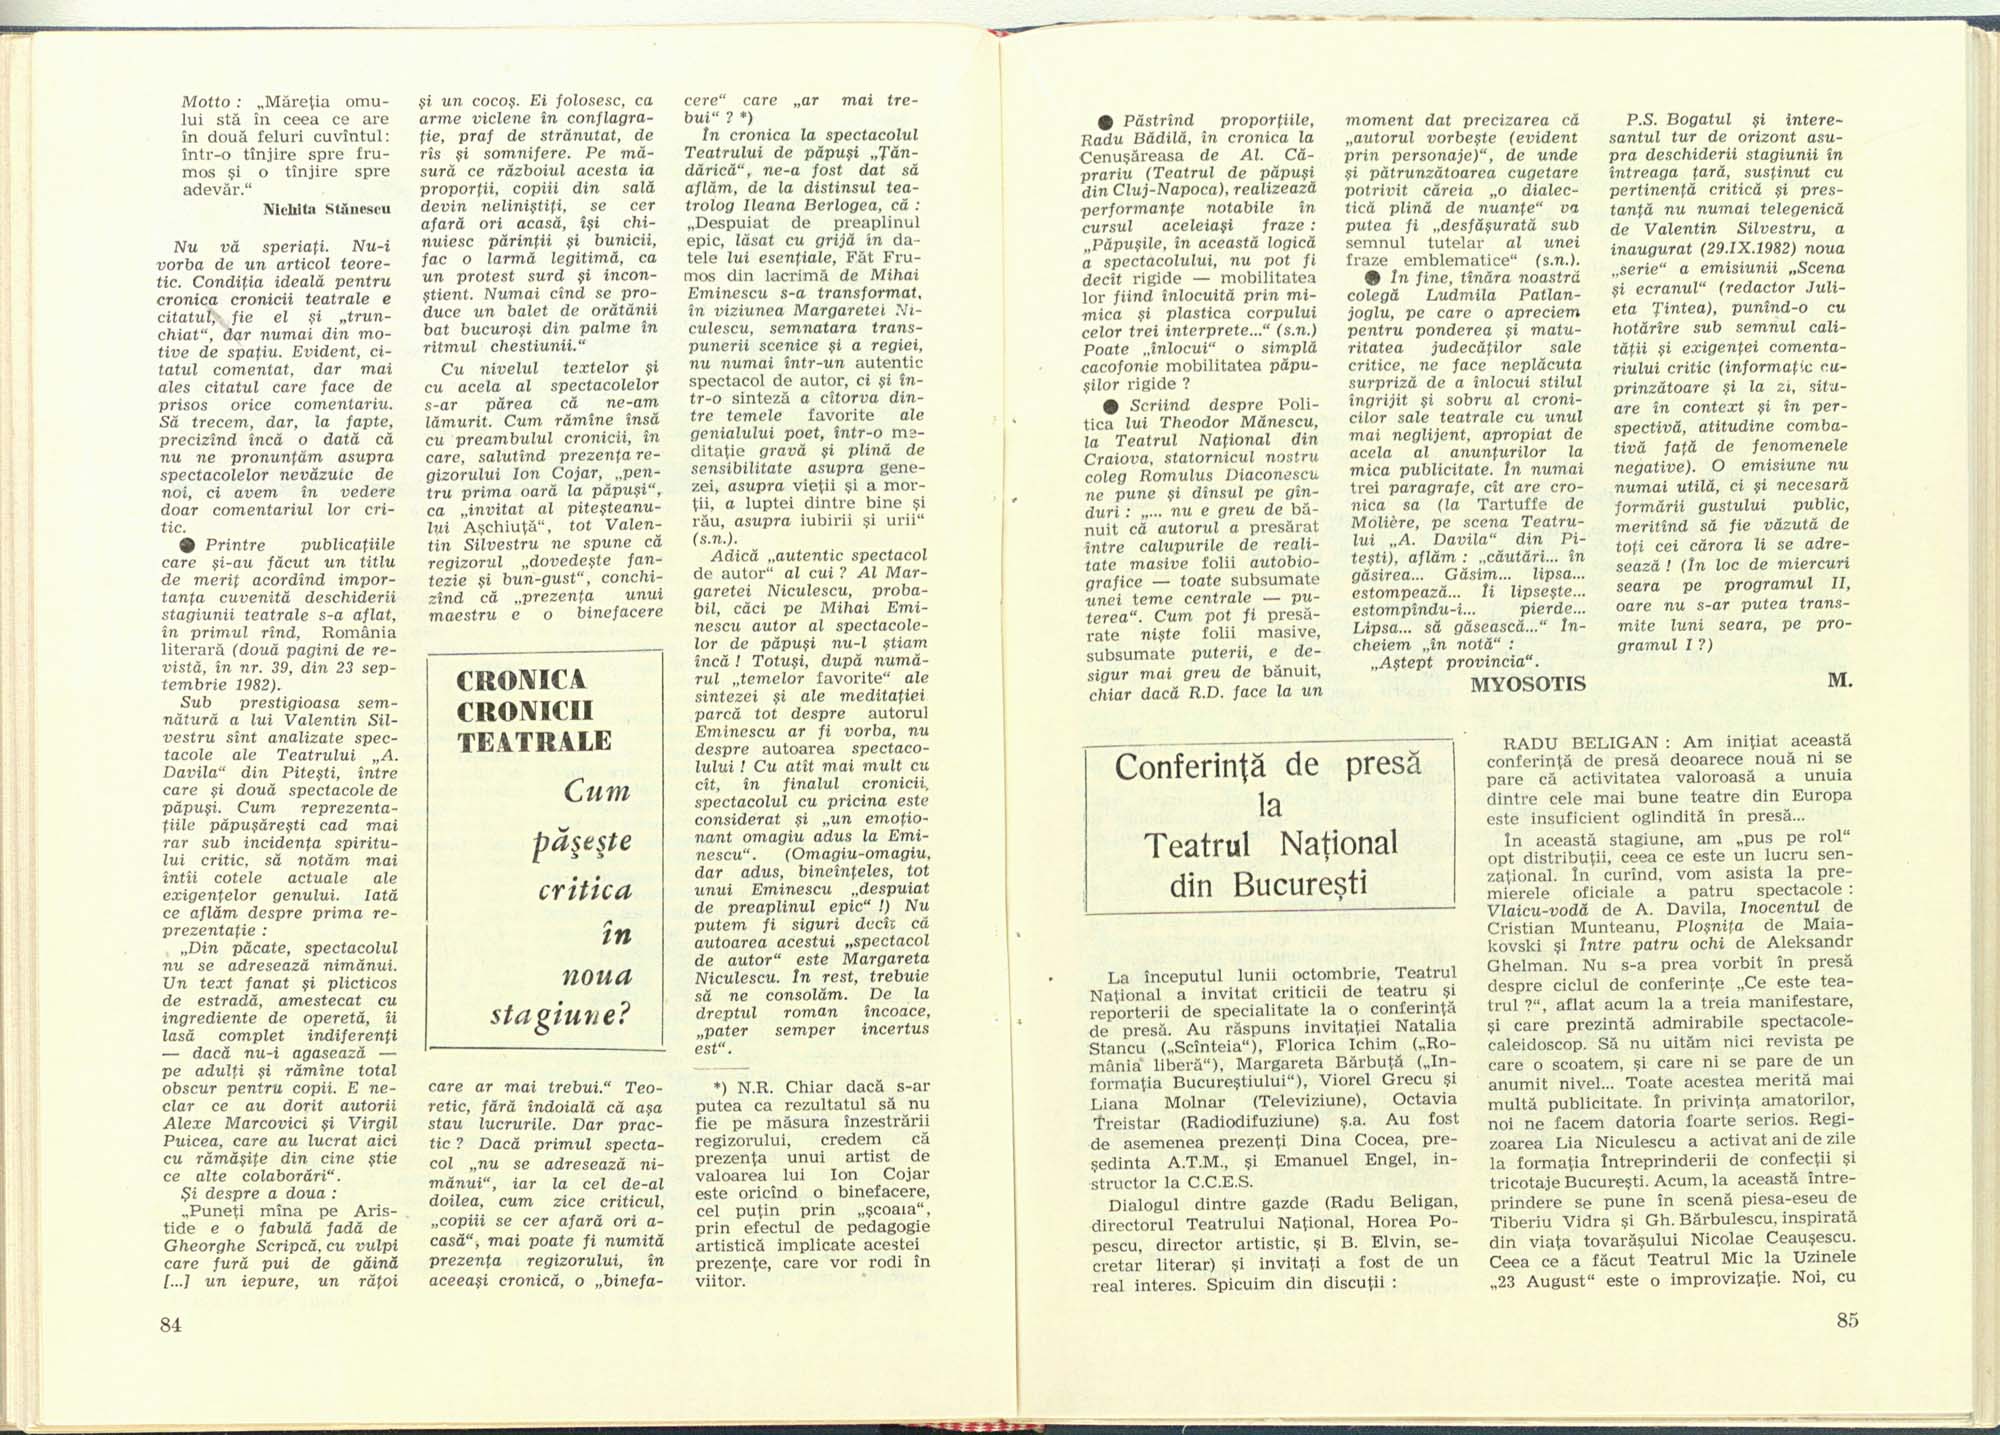 Motto : „Măreția omu-
lui stă în ceea ce are
în două feluri cuvîntul:
într-o tînjire spre fru-
mos și o tînjire spre
adevăr.“
Nichita Stănescu
Nu vă speriați. Nu-i
vorba de un articol teore-
tic. Condiția ideală pentru
cronica cronicii teatrale e
citatul, fie el și „trun-
chiat“, dar numai din mo-
tive de spațiu. Evident, ci-
tatul comentat, dar mai
ales citatul care face de
prisos orice comentariu.
Să trecem, dar, la fapte,
precizînd încă o dată că
nu ne pronunțăm asupra
spectacolelor nevăzute de
noi, ci avem în vedere
doar comentariul lor cri-
tic.
● Printre publicațiile
care și-au făcut un titlu
de merit acordînd impor-
tanța cuvenită deschiderii
stagiunii teatrale s-a aflat,
în primul rînd, România
literară (două pagini de re-
vistă, în nr. 39, din 23 sep-
tembrie 1982).
Sub prestigioasa sem-
nătură a lui Valentin Sil-
vestru sînt analizate spec-
tacole ale Teatrului „A.
Davila“ din Pitești, între
care și două spectacole de
păpuși. Cum reprezenta-
țiile păpușărești cad mai
rar sub incidența spiritu-
lui critic, să notăm mai
întîi cotele actuale ale
exigențelor genului. Iată
ce aflăm despre prima re-
prezentație :
„Din păcate, spectacolul
nu se adresează nimănui.
Un text fanat și plicticos
de estradă, amestecat cu
ingrediente de operetă, îi
lasă complet indiferenți
— dacă nu-i agasează —
pe adulți și rămîne total
obscur pentru copii. E ne-
clar ce au dorit autorii
Alexe Marcovici și Virgil
Puicea, care au lucrat aici
cu rămășițe din cine știe
ce alte colaborări“.
Și despre a doua :
„Puneți mîna pe Aris-
tide e o fabulă fadă de
Gheorghe Scripcă, cu vulpi
care fură pui de găină
[...] un iepure, un rățoi
și un cocoș. Ei folosesc, ca
arme viclene în conflagra-
ție, praf de strănutat, de
rîs și somnifere. Pe mă-
sură ce războiul acesta ia
proporții, copiii din sală
devin neliniștiți, se cer
afară ori acasă, își chi-
nuiesc părinții și bunicii,
fac o larmă legitimă, ca
un protest surd și incon-
știent. Numai cînd se pro-
duce un balet de orătănii
bat bucuroși din palme în
ritmul chestiunii.“
Cu nivelul textelor și
cu acela al spectacolelor
s-ar părea că ne-am
lămurit. Cum rămîne însă
cu preambulul cronicii, în
care, salutînd prezența re-
gizorului Ion Cojar, „pen-
tru prima oară la păpuși“,
ca „invitat al piteșteanu-
lui Așchiuță“, tot Valen-
tin Silvestru ne spune că
regizorul „dovedește fan-
tezie și bun-gust“, conchi-
zînd că „prezența unui
maestru e o binefacere
CRONICA
CRONICII
TEATRALE
Cum
pășește
critica
în
noua
stagiune?
care ar mai trebui.“ Teo-
retic, fără îndoială că așa
stau lucrurile. Dar prac-
tic ? Dacă primul specta-
col „nu se adresează ni-
mănui“, iar la cel de-al
doilea, cum zice criticul,
„copiii se cer afară ori a-
casă“, mai poate fi numită
prezența regizorului, în
aceeași cronică, o „binefa-
cere“ care „ar mai tre-
bui“ ? *)
În cronica la spectacolul
Teatrului de păpuși „Țăn-
dărică“, ne-a fost dat să
aflăm, de la distinsul tea-
trolog Ileana Berlogea, că :
„Despuiat de preaplinul
epic, lăsat cu grijă în da-
tele lui esențiale, Făt Fru-
mos din lacrimă de Mihai
Eminescu s-a transformat,
în viziunea Margaretei Ni-
culescu, semnatara trans-
punerii scenice și a regiei,
nu numai într-un autentic
spectacol de autor, ci și în-
tr-o sinteză a cîtorva din-
tre temele favorite ale
genialului poet, într-o me-
ditație gravă și plină de
sensibilitate asupra gene-
zei, asupra vieții și a mor-
ții, a luptei dintre bine și
rău, asupra iubirii și urii“
(s.n.).
Adică „autentic spectacol
de autor“ al cui ? Al Mar-
garetei Niculescu, proba-
bil, căci pe Mihai Emi-
nescu autor al spectacole-
lor de păpuși nu-l știam
încă ! Totuși, după numă-
rul „temelor favorite“ ale
sintezei și ale meditației
parcă tot despre autorul
Eminescu ar fi vorba, nu
despre autoarea spectaco-
lului ! Cu atît mai mult cu
cît, în finalul cronicii,
spectacolul cu pricina este
considerat și „un emoțio-
nant omagiu adus la Emi-
nescu“. (Omagiu-omagiu,
dar adus, bineînțeles, tot
unui Eminescu „despuiat
de preaplinul epic“ !) Nu
putem fi siguri decît că
autoarea acestui „spectacol
de autor“ este Margareta
Niculescu. În rest, trebuie
să ne consolăm. De la
dreptul roman încoace,
„pater semper incertus
est“.
*) N.R. Chiar dacă s-ar
putea ca rezultatul să nu
fie pe măsura înzestrării
regizorului, credem că
prezența unui artist de
valoarea lui Ion Cojar
este oricînd o binefacere,
cel puțin prin „școala“,
prin efectul de pedagogie
artistică implicate acestei
prezențe, care vor rodi în
viitor.
84
● Păstrînd proporțiile,
Radu Bădilă, în cronica la
Cenușăreasa de Al. Că-
prariu (Teatrul de păpuși
din Cluj-Napoca), realizează
performanțe notabile în
cursul aceleiași fraze :
„Păpușile, în această logică
a spectacolului, nu pot fi
decît rigide — mobilitatea
lor fiind înlocuită prin mi-
mica și plastica corpului
celor trei interprete...“ (s.n.)
Poate „înlocui“ o simplă
cacofonie mobilitatea păpu-
șilor rigide ?
● Scriind despre Poli-
tica lui Theodor Mănescu,
la Teatrul Național din
Craiova, statornicul nostru
coleg Romulus Diaconescu
ne pune și dînsul pe gîn-
duri : „... nu e greu de bă-
nuit că autorul a presărat
între calupurile de reali-
tate masive folii autobio-
grafice — toate subsumate
unei teme centrale — pu-
terea“. Cum pot fi presă-
rate niște folii masive,
subsumate puterii, e de-
sigur mai greu de bănuit,
chiar dacă R.D. face la un
moment dat precizarea că
„autorul vorbește (evident
prin personaje)“, de unde
și pătrunzătoarea cugetare
potrivit căreia „o dialec-
tică plină de nuanțe“ va
putea fi „desfășurată sub
semnul tutelar al unei
fraze emblematice“ (s.n.).
● În fine, tînăra noastră
colegă Ludmila Patlan-
joglu, pe care o apreciem
pentru ponderea și matu-
ritatea judecăților sale
critice, ne face neplăcuta
surpriză de a înlocui stilul
îngrijit și sobru al croni-
cilor sale teatrale cu unul
mai neglijent, apropiat de
acela al anunțurilor la
mica publicitate. În numai
trei paragrafe, cît are cro-
nica sa (la Tartuffe de
Molière, pe scena Teatru-
lui „A. Davila“ din Pi-
tești), aflăm : „căutări... în
găsirea... Găsim... lipsa...
estompează... Îi lipsește...
estompîndu-i... pierde...
Lipsa... să găsească...“ În-
cheiem „în notă“ :
„Aștept provincia“.
MYOSOTIS
P.S. Bogatul și intere-
santul tur de orizont asu-
pra deschiderii stagiunii în
întreaga țară, susținut cu
pertinență critică și pres-
tanță nu numai telegenică
de Valentin Silvestru, a
inaugurat (29.IX.1982) noua
„serie“ a emisiunii „Scena
și ecranul“ (redactor Juli-
eta Țintea), punînd-o cu
hotărîre sub semnul cali-
tății și exigenței comenta-
riului critic (informație cu-
prinzătoare și la zi, situ-
are în context și în per-
spectivă, atitudine comba-
tivă față de fenomenele
negative). O emisiune nu
numai utilă, ci și necesară
formării gustului public,
meritînd să fie văzută de
toți cei cărora li se adre-
sează ! (În loc de miercuri
seara pe programul II,
oare nu s-ar putea trans-
mite luni seara, pe pro-
gramul I ?)
M.
Conferință de presă
la
Teatrul Național
din București
La începutul lunii octombrie, Teatrul
Național a invitat criticii de teatru și
reporterii de specialitate la o conferință
de presă. Au răspuns invitației Natalia
Stancu („Scînteia“), Florica Ichim („Ro-
mânia liberă“), Margareta Bărbuță („In-
formația Bucureștiului“), Viorel Grecu și
Liana Molnar (Televiziune), Octavia
Treistar (Radiodifuziune) ș.a. Au fost
de asemenea prezenți Dina Cocea, pre-
ședinta A.T.M., și Emanuel Engel, in-
structor la C.C.E.S.
Dialogul dintre gazde (Radu Beligan,
directorul Teatrului Național, Horea Po-
pescu, director artistic, și B. Elvin, se-
cretar literar) și invitați a fost de un
real interes. Spicuim din discuții :
RADU BELIGAN : Am inițiat această
conferință de presă deoarece nouă ni se
pare că activitatea valoroasă a unuia
dintre cele mai bune teatre din Europa
este insuficient oglindită în presă...
În această stagiune, am „pus pe rol“
opt distribuții, ceea ce este un lucru sen-
zațional. În curînd, vom asista la pre-
mierele oficiale a patru spectacole :
Vlaicu-vodă de A. Davila, Inocentul de
Cristian Munteanu, Ploșnița de Maia-
kovski și Între patru ochi de Aleksandr
Ghelman. Nu s-a prea vorbit în presă
despre ciclul de conferințe „Ce este tea-
trul ?“, aflat acum la a treia manifestare,
și care prezintă admirabile spectacole-
caleidoscop. Să nu uităm nici revista pe
care o scoatem, și care ni se pare de un
anumit nivel... Toate acestea merită mai
multă publicitate. În privința amatorilor,
noi ne facem datoria foarte serios. Regi-
zoarea Lia Niculescu a activat ani de zile
la formația Întreprinderii de confecții și
tricotaje București. Acum, la această între-
prindere se pune în scenă piesa-eseu de
Tiberiu Vidra și Gh. Bărbulescu, inspirată
din viața tovarășului Nicolae Ceaușescu.
Ceea ce a făcut Teatrul Mic la Uzinele
„23 August“ este o improvizație. Noi, cu
85